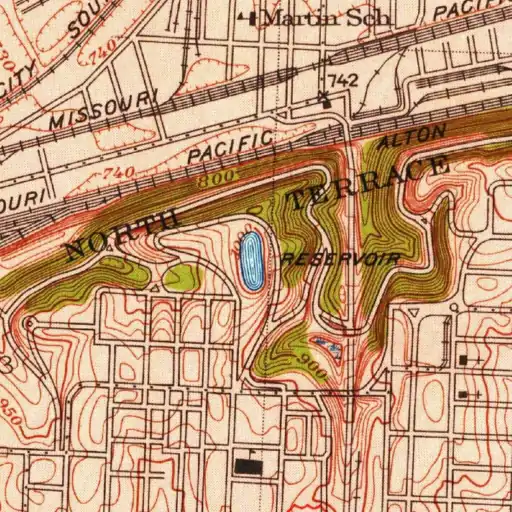 Martin Sch.
PACIFIC
SOU
740
CITY
742
MISSOURI
PACIFIC
ALTON
740
800
OURI
NORTH TERRACE
RESERVOIR
900
950